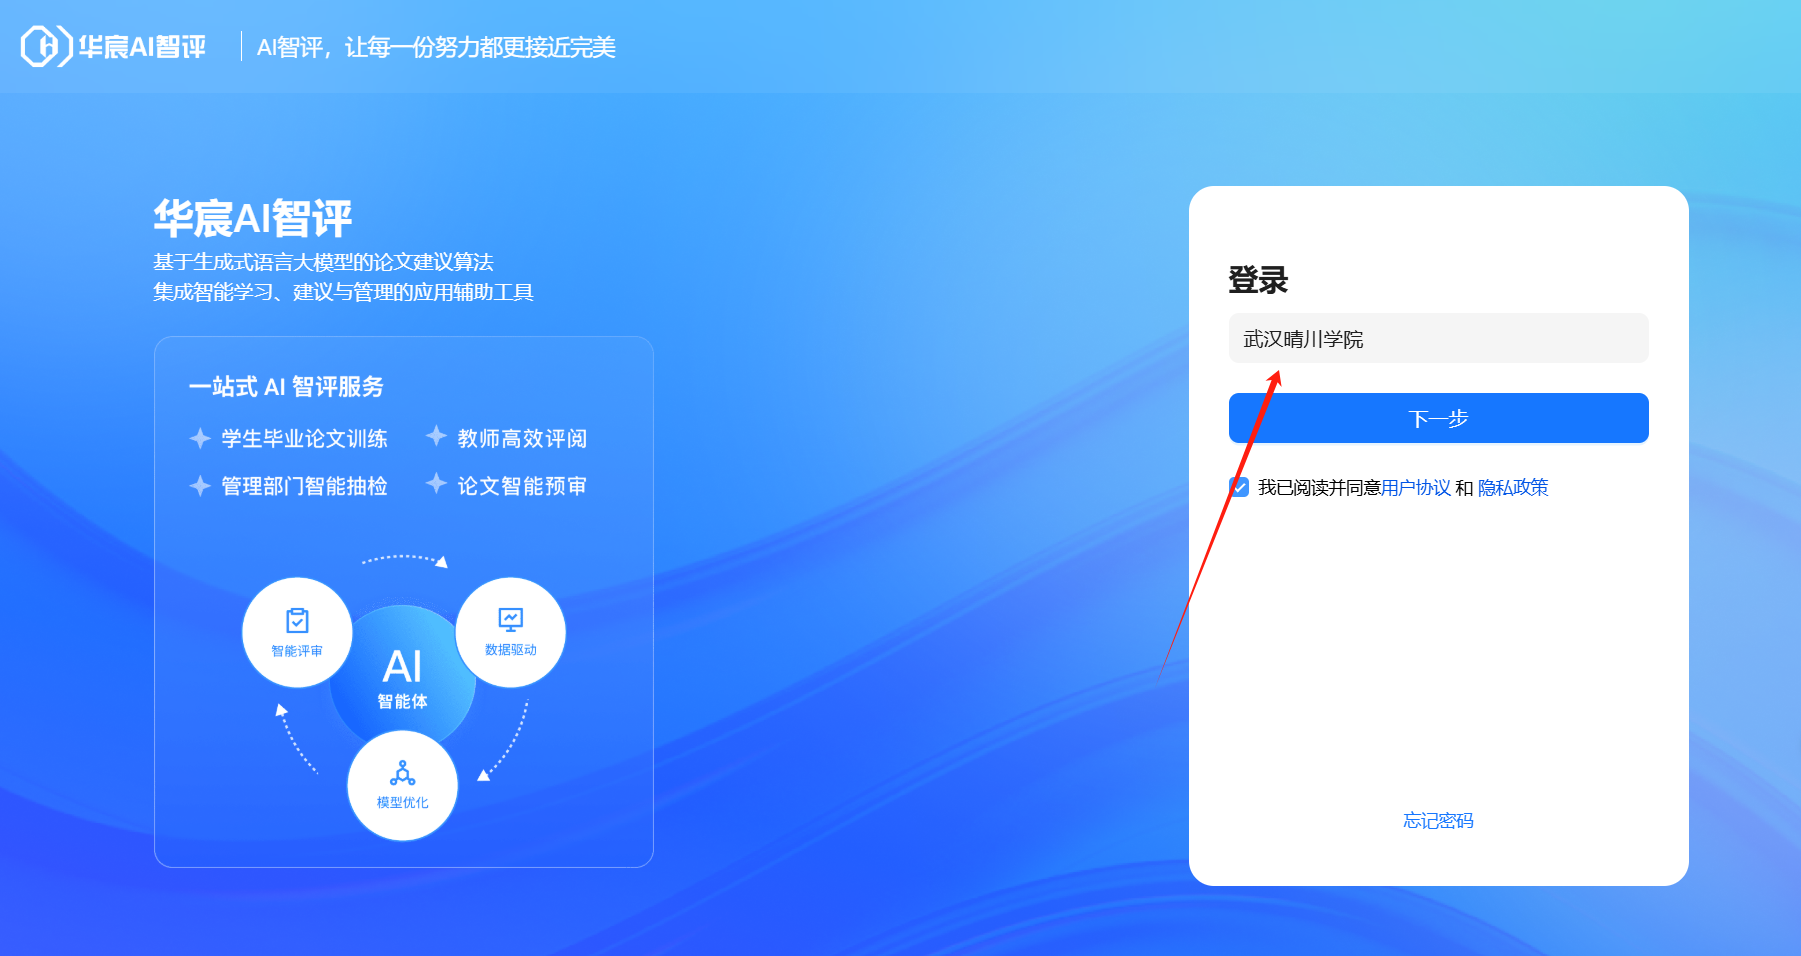 华宸AI智评
AI智评，让每一份努力都更接近完美
华宸AI智评
基于生成式语言大模型的论文建议算法
集成智能学习、建议与管理的应用辅助工具
一站式 AI 智评服务
学生毕业论文训练
教师高效评阅
管理部门智能抽检
论文智能预审
智能评审
数据驱动
AI
智能体
模型优化
登录
武汉晴川学院
下一步
我已阅读并同意用户协议 和 隐私政策
忘记密码